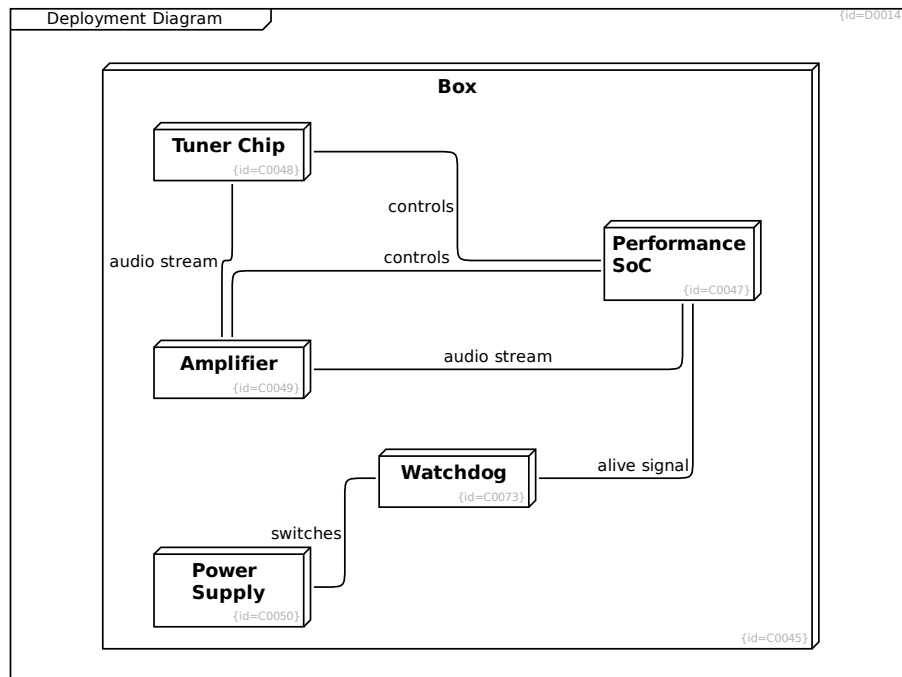 Deployment Diagram
{id=D0014
Box
Tuner Chip
{id=C0048}
controls
Performance
SoC
{id=C0047}
audio stream
controls
Amplifier
{id=C0049}
audio stream
Watchdog
{id=C0073}
alive signal
switches
Power
Supply
{id=C0050}
{id=C0045}